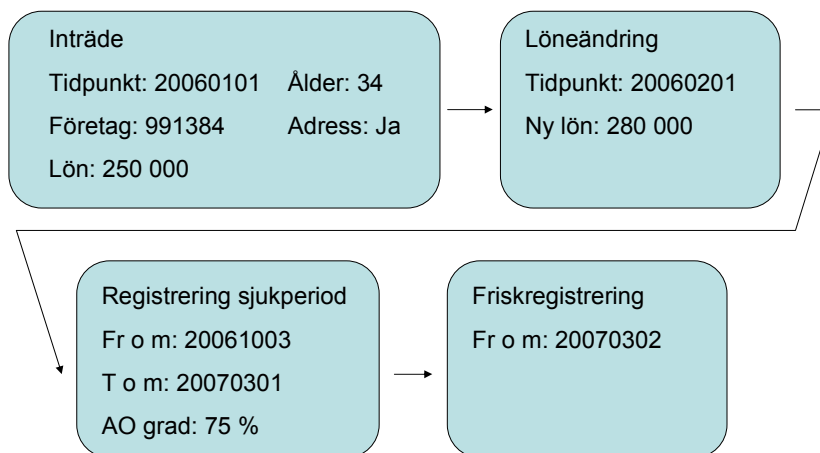 Inträde
Tidpunkt: 20060101 Ålder: 34
Företag: 991384 Adress: Ja
Lön: 250 000
Löneändring
Tidpunkt: 20060201
Ny lön: 280 000
Registrering sjukperiod
Fr o m: 20061003
T o m: 20070301
AO grad: 75 %
Friskregistrering
Fr o m: 20070302